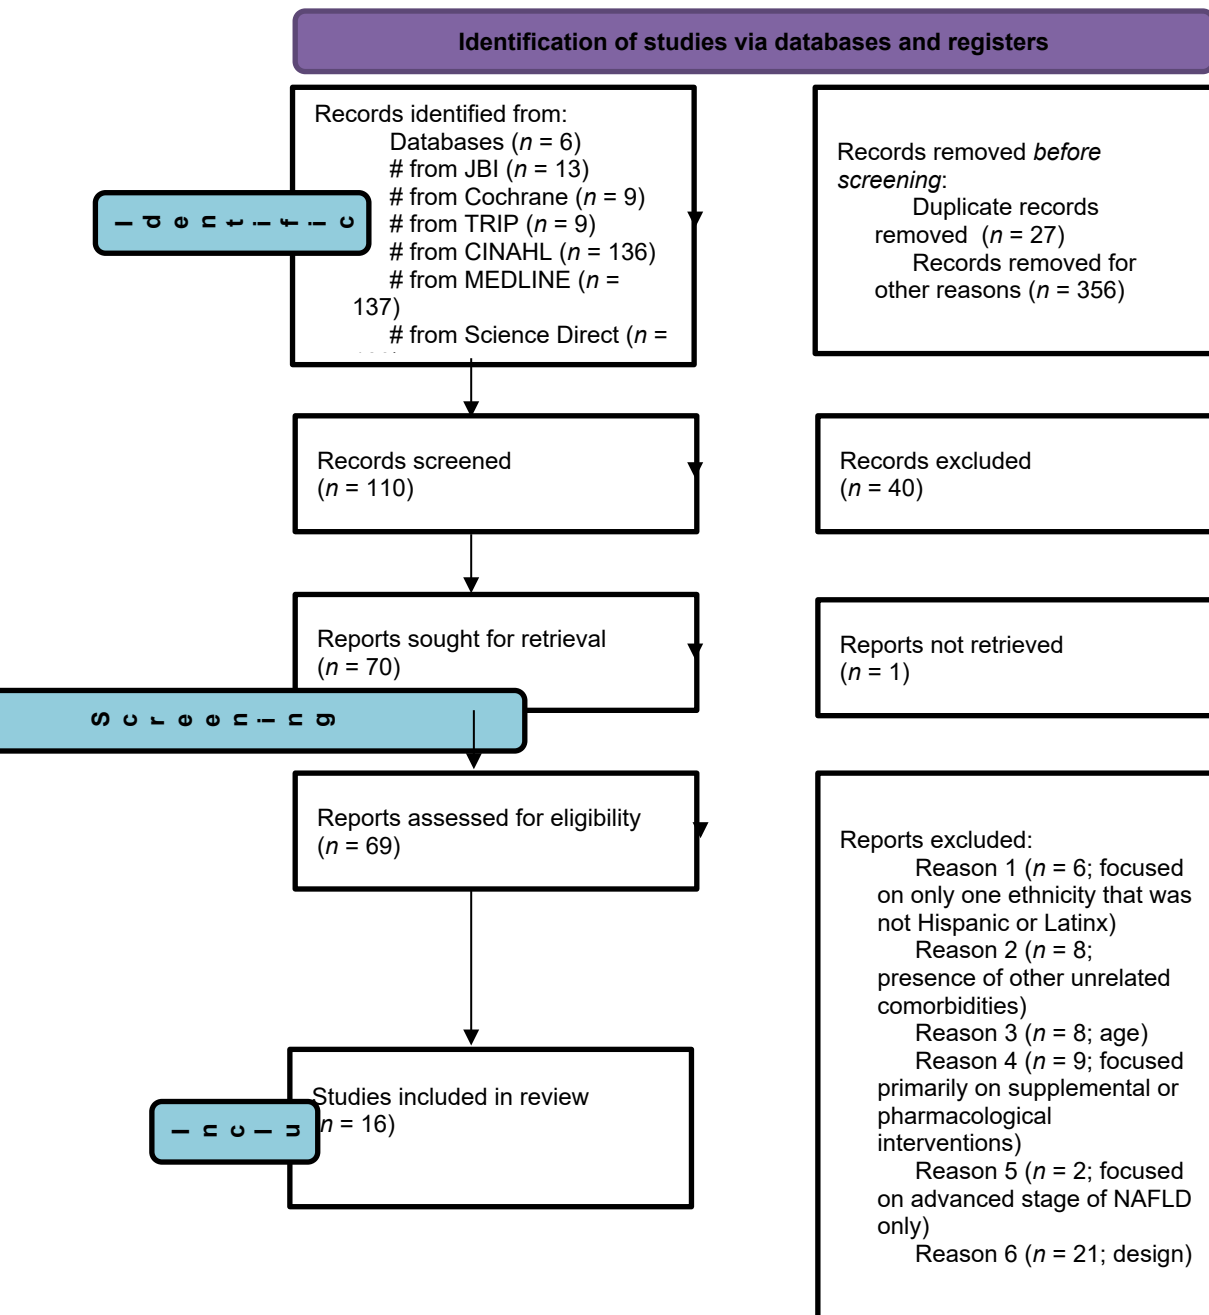 Identification of studies via databases and registers
Records identified from:
Databases (n = 6)
# from JBI (n = 13)
# from Cochrane (n = 9)
# from TRIP (n = 9)
# from CINAHL (n = 136)
# from MEDLINE (n =
137)
# from Science Direct (n =
Records removed before
screening:
Duplicate records
removed (n = 27)
Records removed for
other reasons (n = 356)
Identific
Records screened
(n = 110)
Records excluded
(n = 40)
Reports sought for retrieval
(n = 70)
Reports not retrieved
(n = 1)
Screening
Reports assessed for eligibility
(n = 69)
Reports excluded:
Reason 1 (n = 6; focused
on only one ethnicity that was
not Hispanic or Latinx)
Reason 2 (n = 8;
presence of other unrelated
comorbidities)
Reason 3 (n = 8; age)
Reason 4 (n = 9; focused
primarily on supplemental or
pharmacological
interventions)
Reason 5 (n = 2; focused
on advanced stage of NAFLD
only)
Reason 6 (n = 21; design)
Studies included in review
n = 16)
Inclu